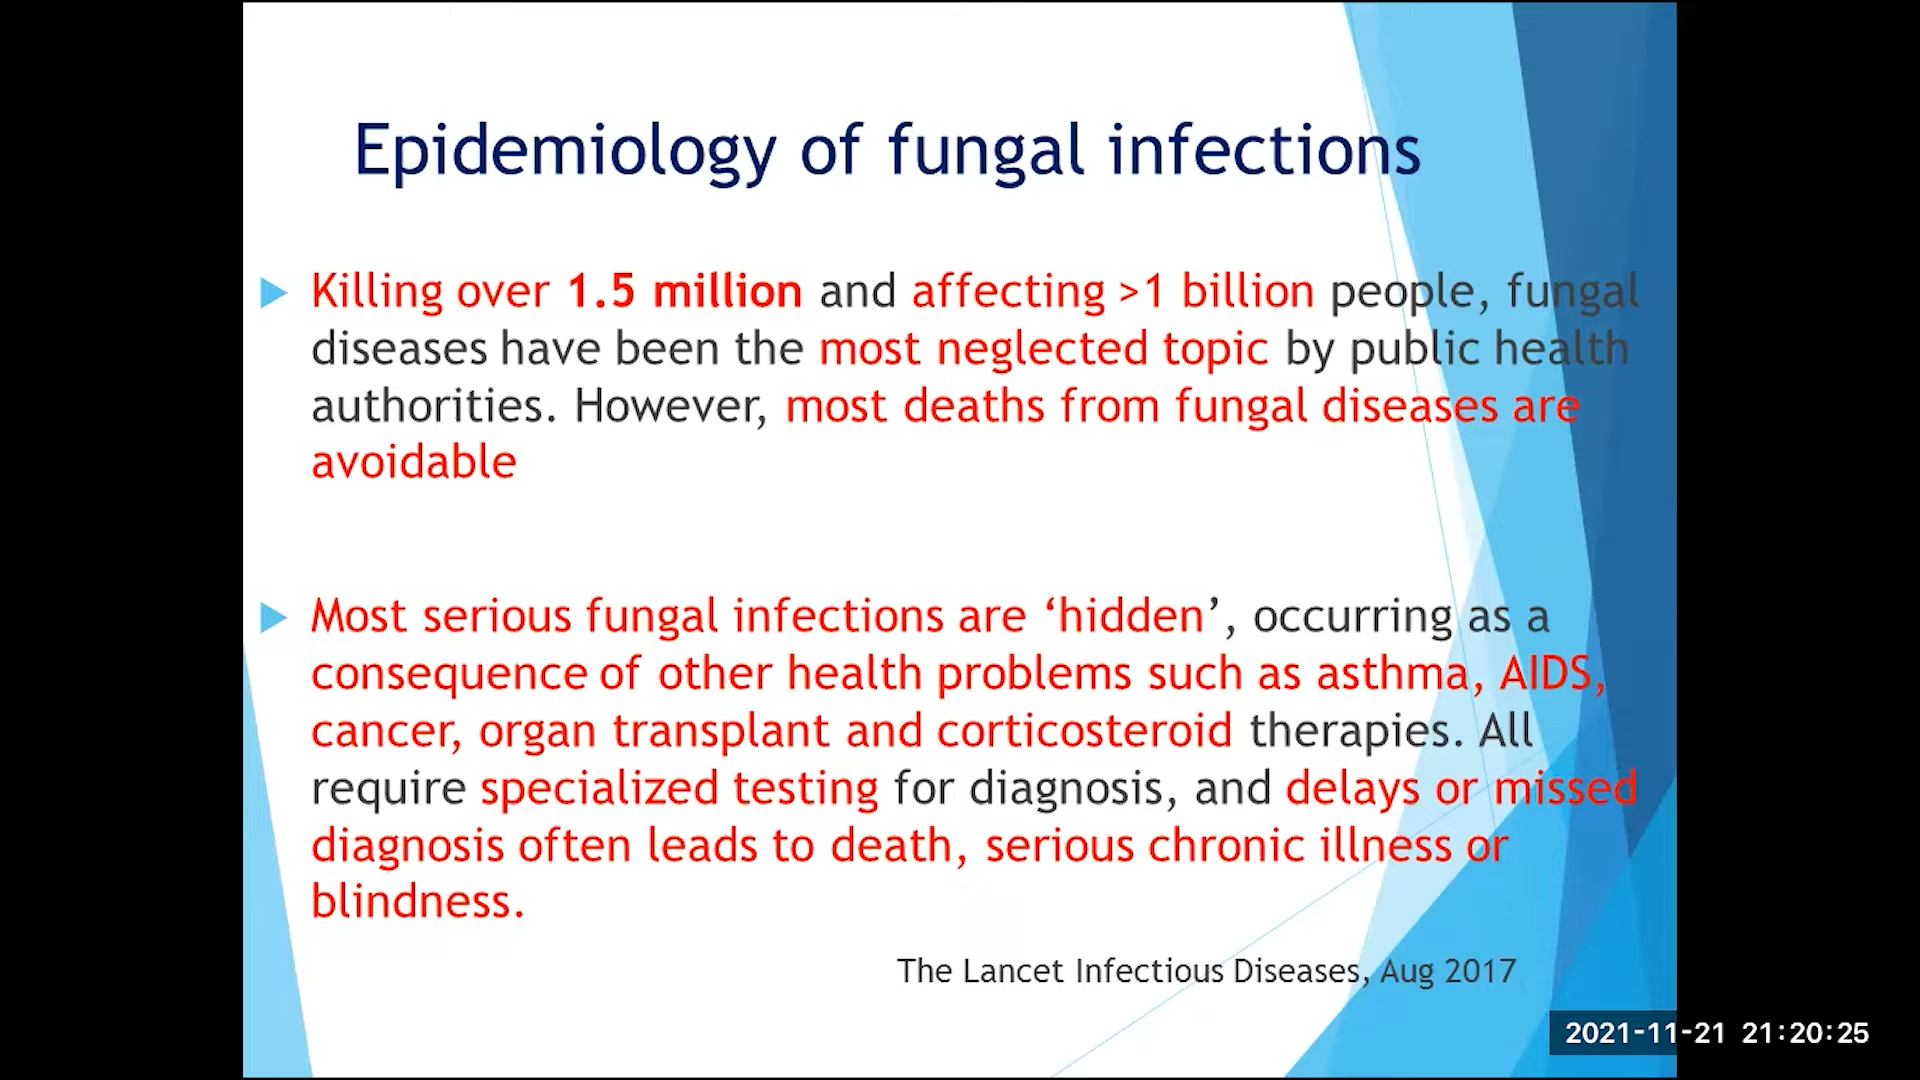 Epidemiology of fungal infections
Killing over 1.5 million and affecting >1 billion people, fungal
diseases have been the most neglected topic by public health
authorities. However, most deaths from fungal diseases are
avoidable
Most serious fungal infections are ‘hidden’, occurring as a
consequence of other health problems such as asthma, AIDS,
cancer, organ transplant and corticosteroid therapies. All
require specialized testing for diagnosis, and delays or missed
diagnosis often leads to death, serious chronic illness or
blindness.
The Lancet Infectious Diseases, Aug 2017
2021-11-21 21:20:25